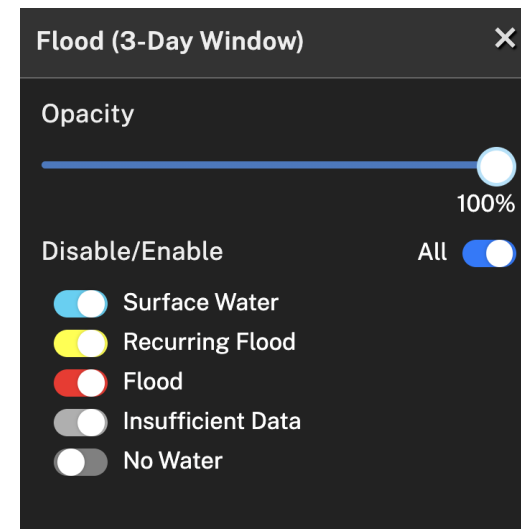 Flood (3-Day Window)
Opacity
100%
Disable/Enable All
Surface Water
Recurring Flood
Flood
Insufficient Data
No Water